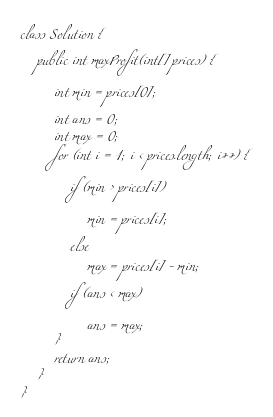 class Solution {
public int maxProfit(int[] prices) {
int min = prices[0];
int ans = 0;
int max = 0;
for (int i = 1; i < prices.length; i++) {
if (min > prices[i])
min = prices[i];
else
max = prices[i] - min;
if (ans < max)
ans = max;
}
return ans;
}
}